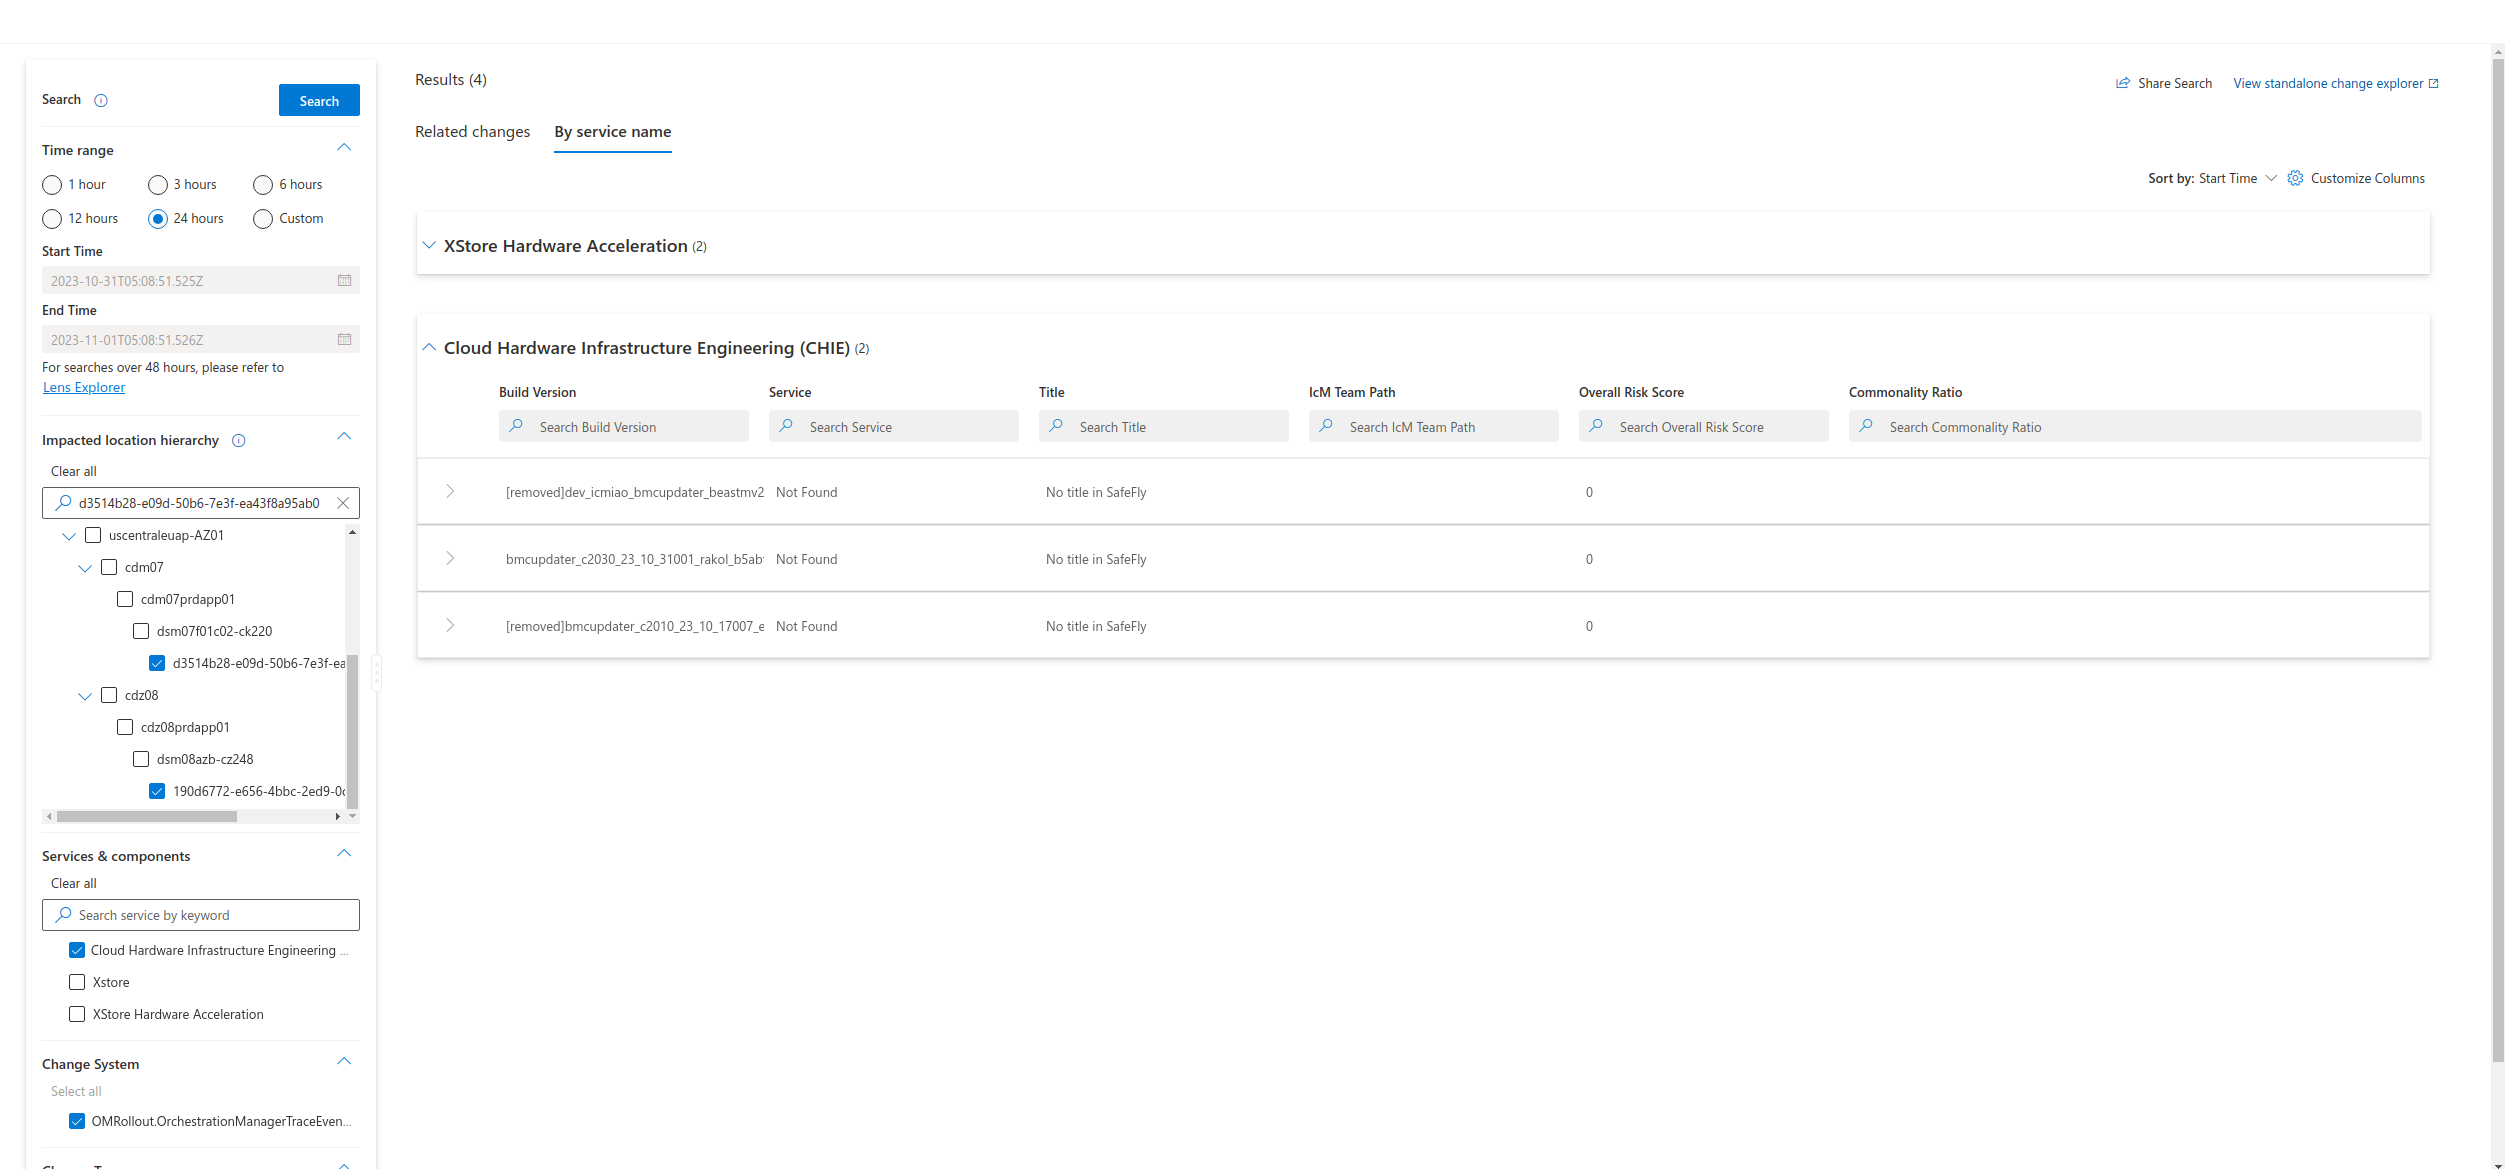 Search
Search
Time range
1 hour
3 hours
6 hours
12 hours
24 hours
Custom
Start Time
2023-10-31T05:08:51.525Z
End Time
2023-11-01T05:08:51.526Z
For searches over 48 hours, please refer to
Lens Explorer
Impacted location hierarchy
Clear all
d3514b28-e09d-50b6-7e3f-ea43f8a95ab0
uscentraleuap-AZ01
cdm07
cdm07prdapp01
dsm07f01c02-ck220
d3514b28-e09d-50b6-7e3f-ea
cdz08
cdz08prdapp01
dsm08azb-cz248
190d6772-e656-4bbc-2ed9-0c
Services & components
Clear all
Search service by keyword
Cloud Hardware Infrastructure Engineering ...
Xstore
XStore Hardware Acceleration
Change System
Select all
OMRollout.OrchestrationManagerTraceEven...
Results (4)
Share Search
View standalone change explorer
Related changes
By service name
Sort by: Start Time
Customize Columns
XStore Hardware Acceleration (2)
Cloud Hardware Infrastructure Engineering (CHIE) (2)
Build Version Service Title IcM Team Path Overall Risk Score Commonality Ratio
Search Build Version Search Service Search Title Search IcM Team Path Search Overall Risk Score Search Commonality Ratio
[removed]dev_icmiao_bmcupdater_beastmv2 Not Found No title in SafeFly 0
bmcupdater_c2030_23_10_31001_rakol_b5ab Not Found No title in SafeFly 0
[removed]bmcupdater_c2010_23_10_17007_e Not Found No title in SafeFly 0